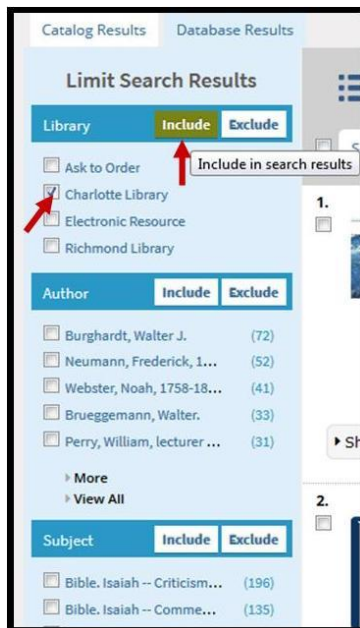 Catalog Results Database Results
Limit Search Results
Library Include Exclude
Include in search results
Ask to Order
Charlotte Library
Electronic Resource
Richmond Library
1.
Author Include Exclude
Burghardt, Walter J. (72)
Neumann, Frederick, 1... (52)
Webster, Noah, 1758-18... (41)
Brueggemann, Walter. (33)
Perry, William, lecturer ... (31)
Sh
More
View All
2.
Subject Include Exclude
Bible. Isaiah -- Criticism... (196)
Bible. Isaiah -- Comme... (135)